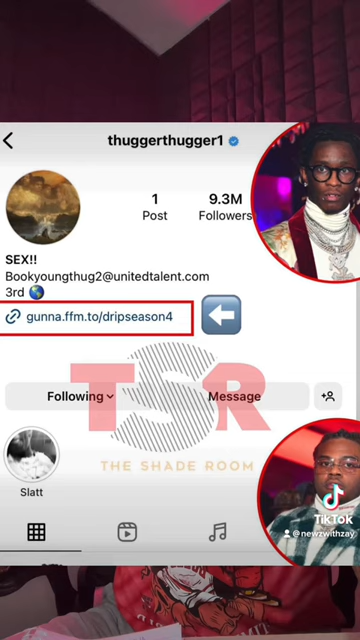 thuggerthugger1
1
9.3M
Post
Followers
SEX!!
Bookyoungthug2@unitedtalent.com
3rd 🌎
gunna.ffm.to/dripseason4
Following
Message
TSR
THE SHADE ROOM
Slatt
TikTok
@newzwithzay